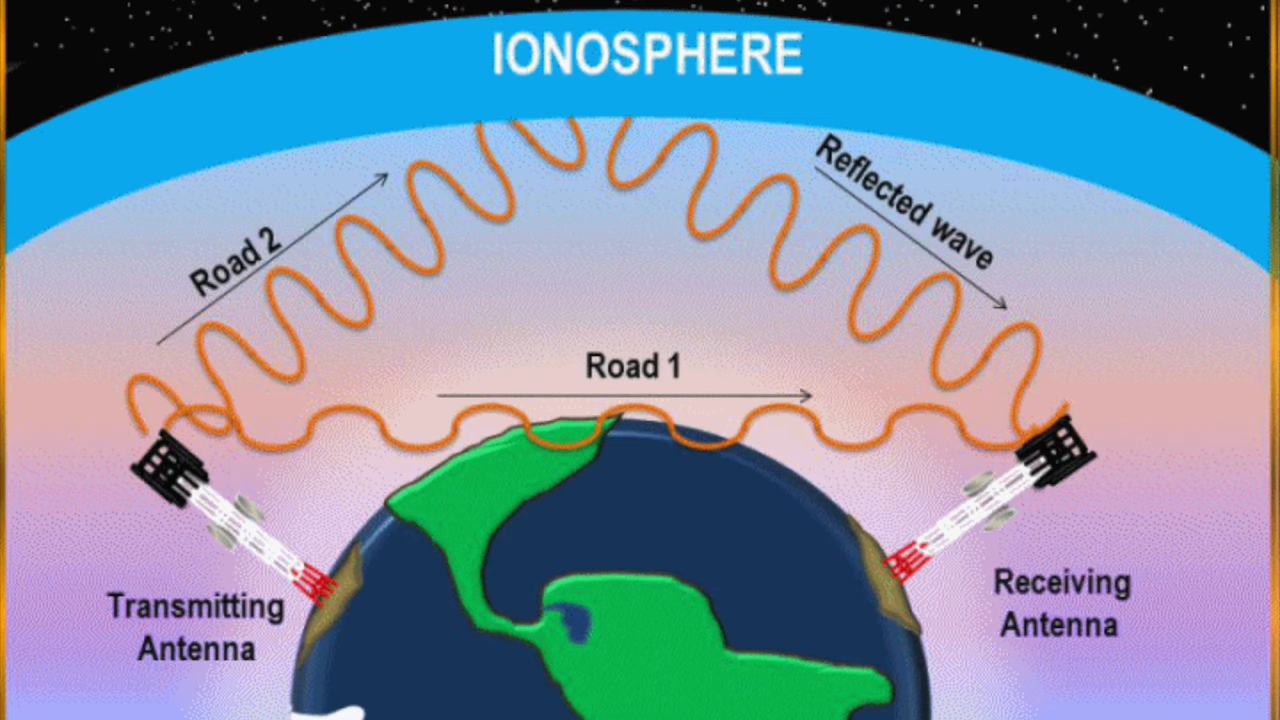 IONOSPHERE
Road 2
Reflected wave
Road 1
Transmitting
Antenna
Receiving
Antenna